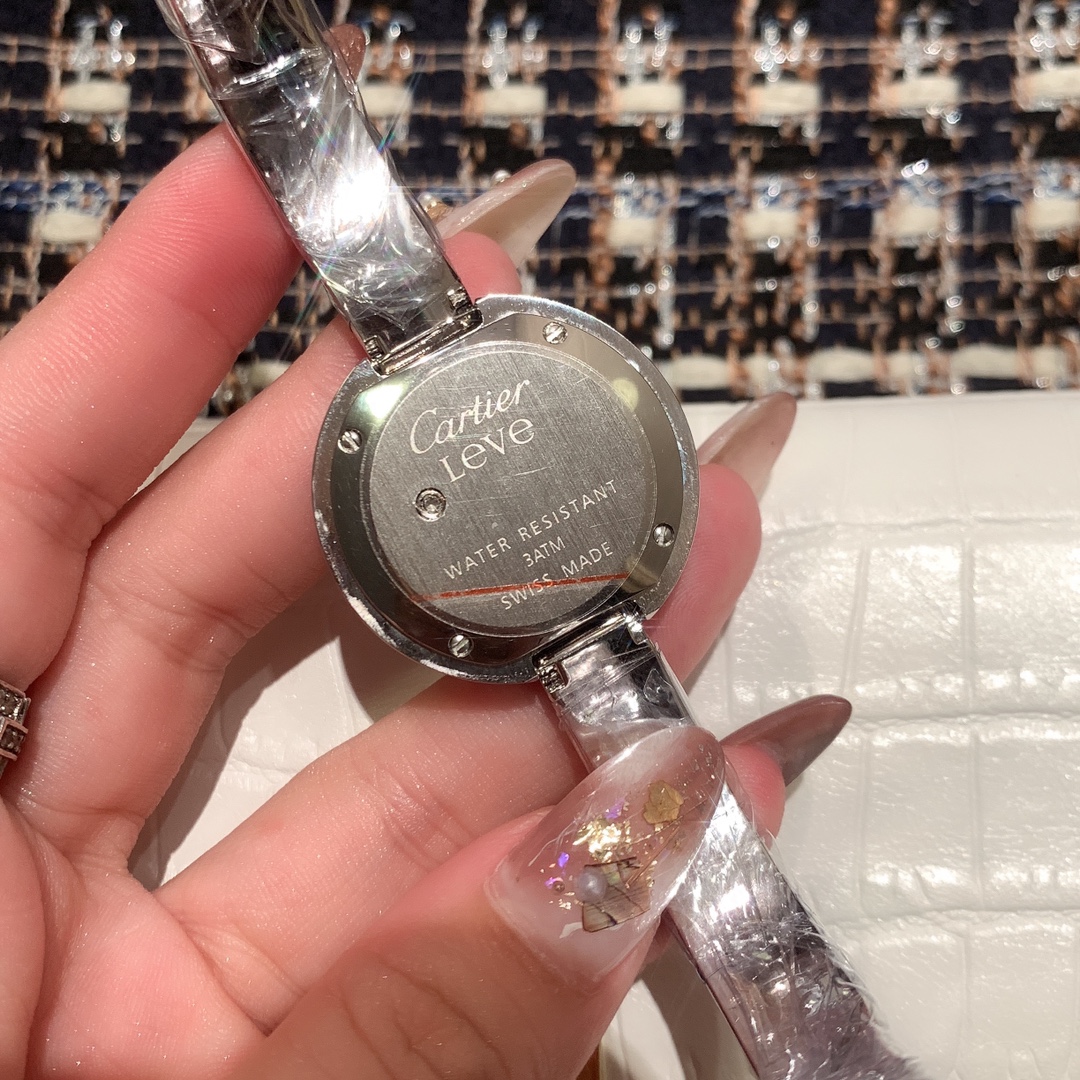 Cartier
LEVE
WATER RESISTANT
3ATM
SWISS MADE